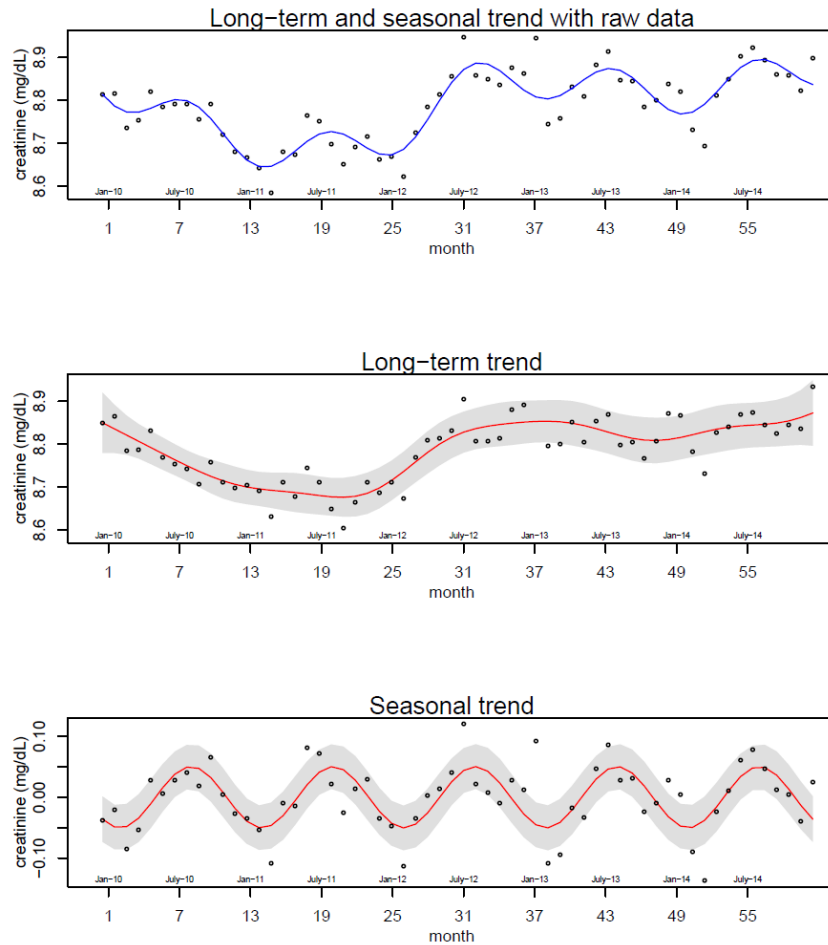 Long-term and seasonal trend with raw data
creatinine (mg/dL)
8.9
8.8
8.7
8.6
Jan-10 July-10 Jan-11 July-11 Jan-12 July-12 Jan-13 July-13 Jan-14 July-14
1 7 13 19 25 31 37 43 49 55
month
Long-term trend
creatinine (mg/dL)
8.9
8.8
8.7
8.6
Jan-10 July-10 Jan-11 July-11 Jan-12 July-12 Jan-13 July-13 Jan-14 July-14
1 7 13 19 25 31 37 43 49 55
month
Seasonal trend
creatinine (mg/dL)
0.10
0.00
-0.10
Jan-10 July-10 Jan-11 July-11 Jan-12 July-12 Jan-13 July-13 Jan-14 July-14
1 7 13 19 25 31 37 43 49 55
month